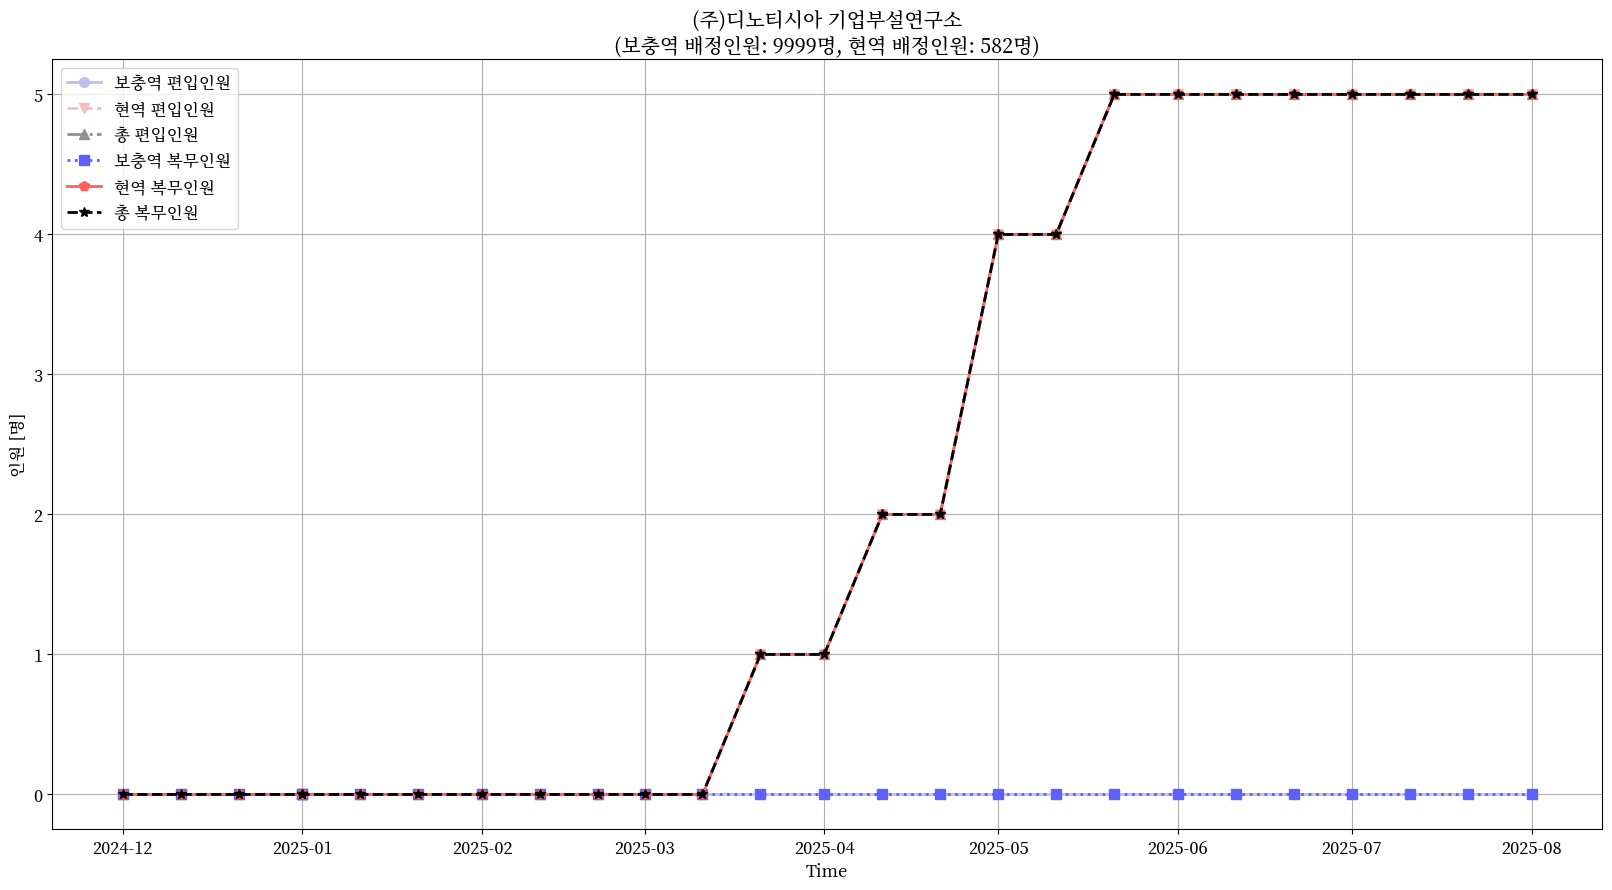 (주)디노티시아 기업부설연구소
(보충역 배정인원: 9999명, 현역 배정인원: 582명)
보충역 편입인원
현역 편입인원
총 편입인원
보충역 복무인원
현역 복무인원
총 복무인원
인원 [명]
5
4
3
2
1
0
2024-12
2025-01
2025-02
2025-03
2025-04
2025-05
2025-06
2025-07
2025-08
Time